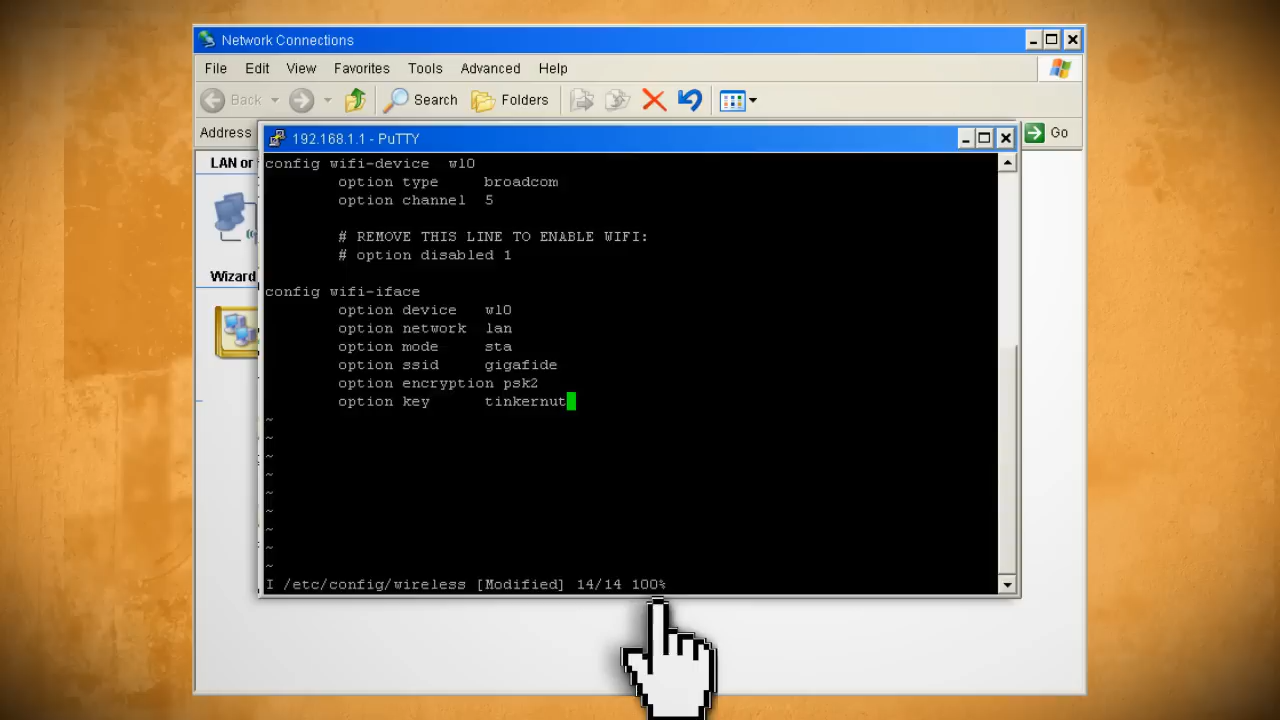 Network Connections
File Edit View Favorites Tools Advanced Help
Back Search Folders
Address Go
192.168.1.1 - PuTTY
LAN or
Wizard
config wifi-device wl0
option type broadcom
option channel 5
# REMOVE THIS LINE TO ENABLE WIFI:
# option disabled 1
config wifi-iface
option device wl0
option network lan
option mode sta
option ssid gigafide
option encryption psk2
option key tinkernut
~
~
~
~
~
~
~
~
~
I /etc/config/wireless [Modified] 14/14 100%